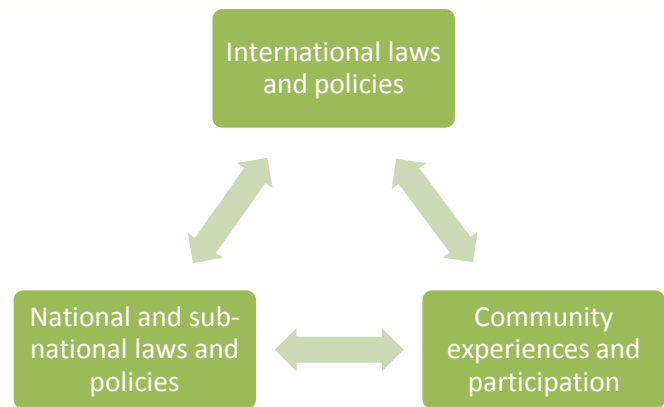 International laws
and policies
National and sub-
national laws and
policies
Community
experiences and
participation